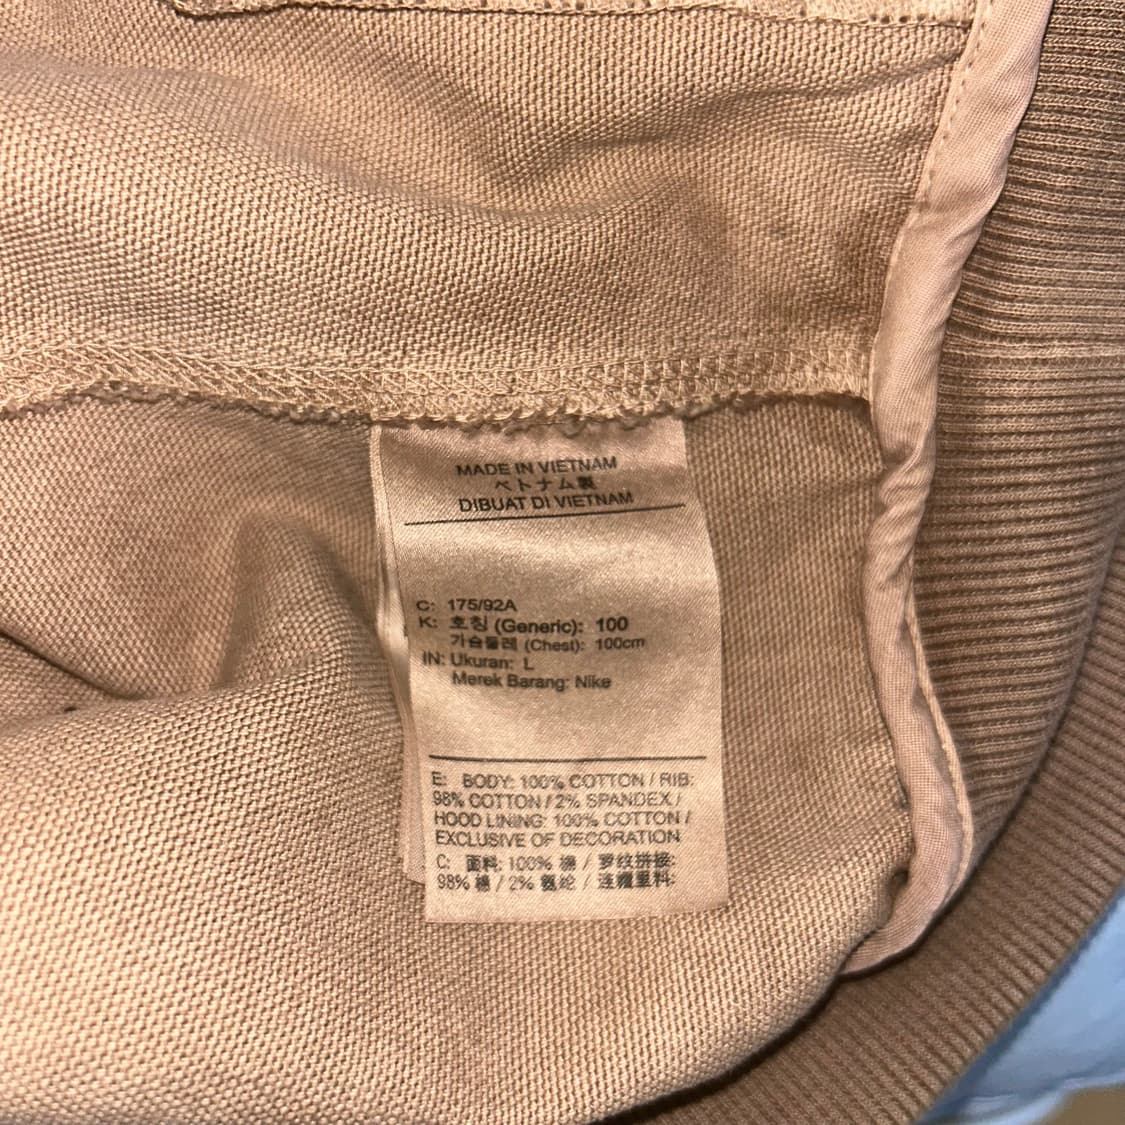 MADE IN VIETNAM
ベトナム製
DIBUAT DI VIETNAM
C: 175/92A
K: 호칭 (Generic): 100
가슴둘레 (Chest): 100cm
IN: Ukuran: L
Merek Barang: Nike
E: BODY: 100% COTTON / RIB:
98% COTTON / 2% SPANDEX /
HOOD LINING: 100% COTTON /
EXCLUSIVE OF DECORATION
C: 面料: 100% 棉 / 罗纹拼接:
98% 棉 / 2% 氨纶 / 连帽里料: